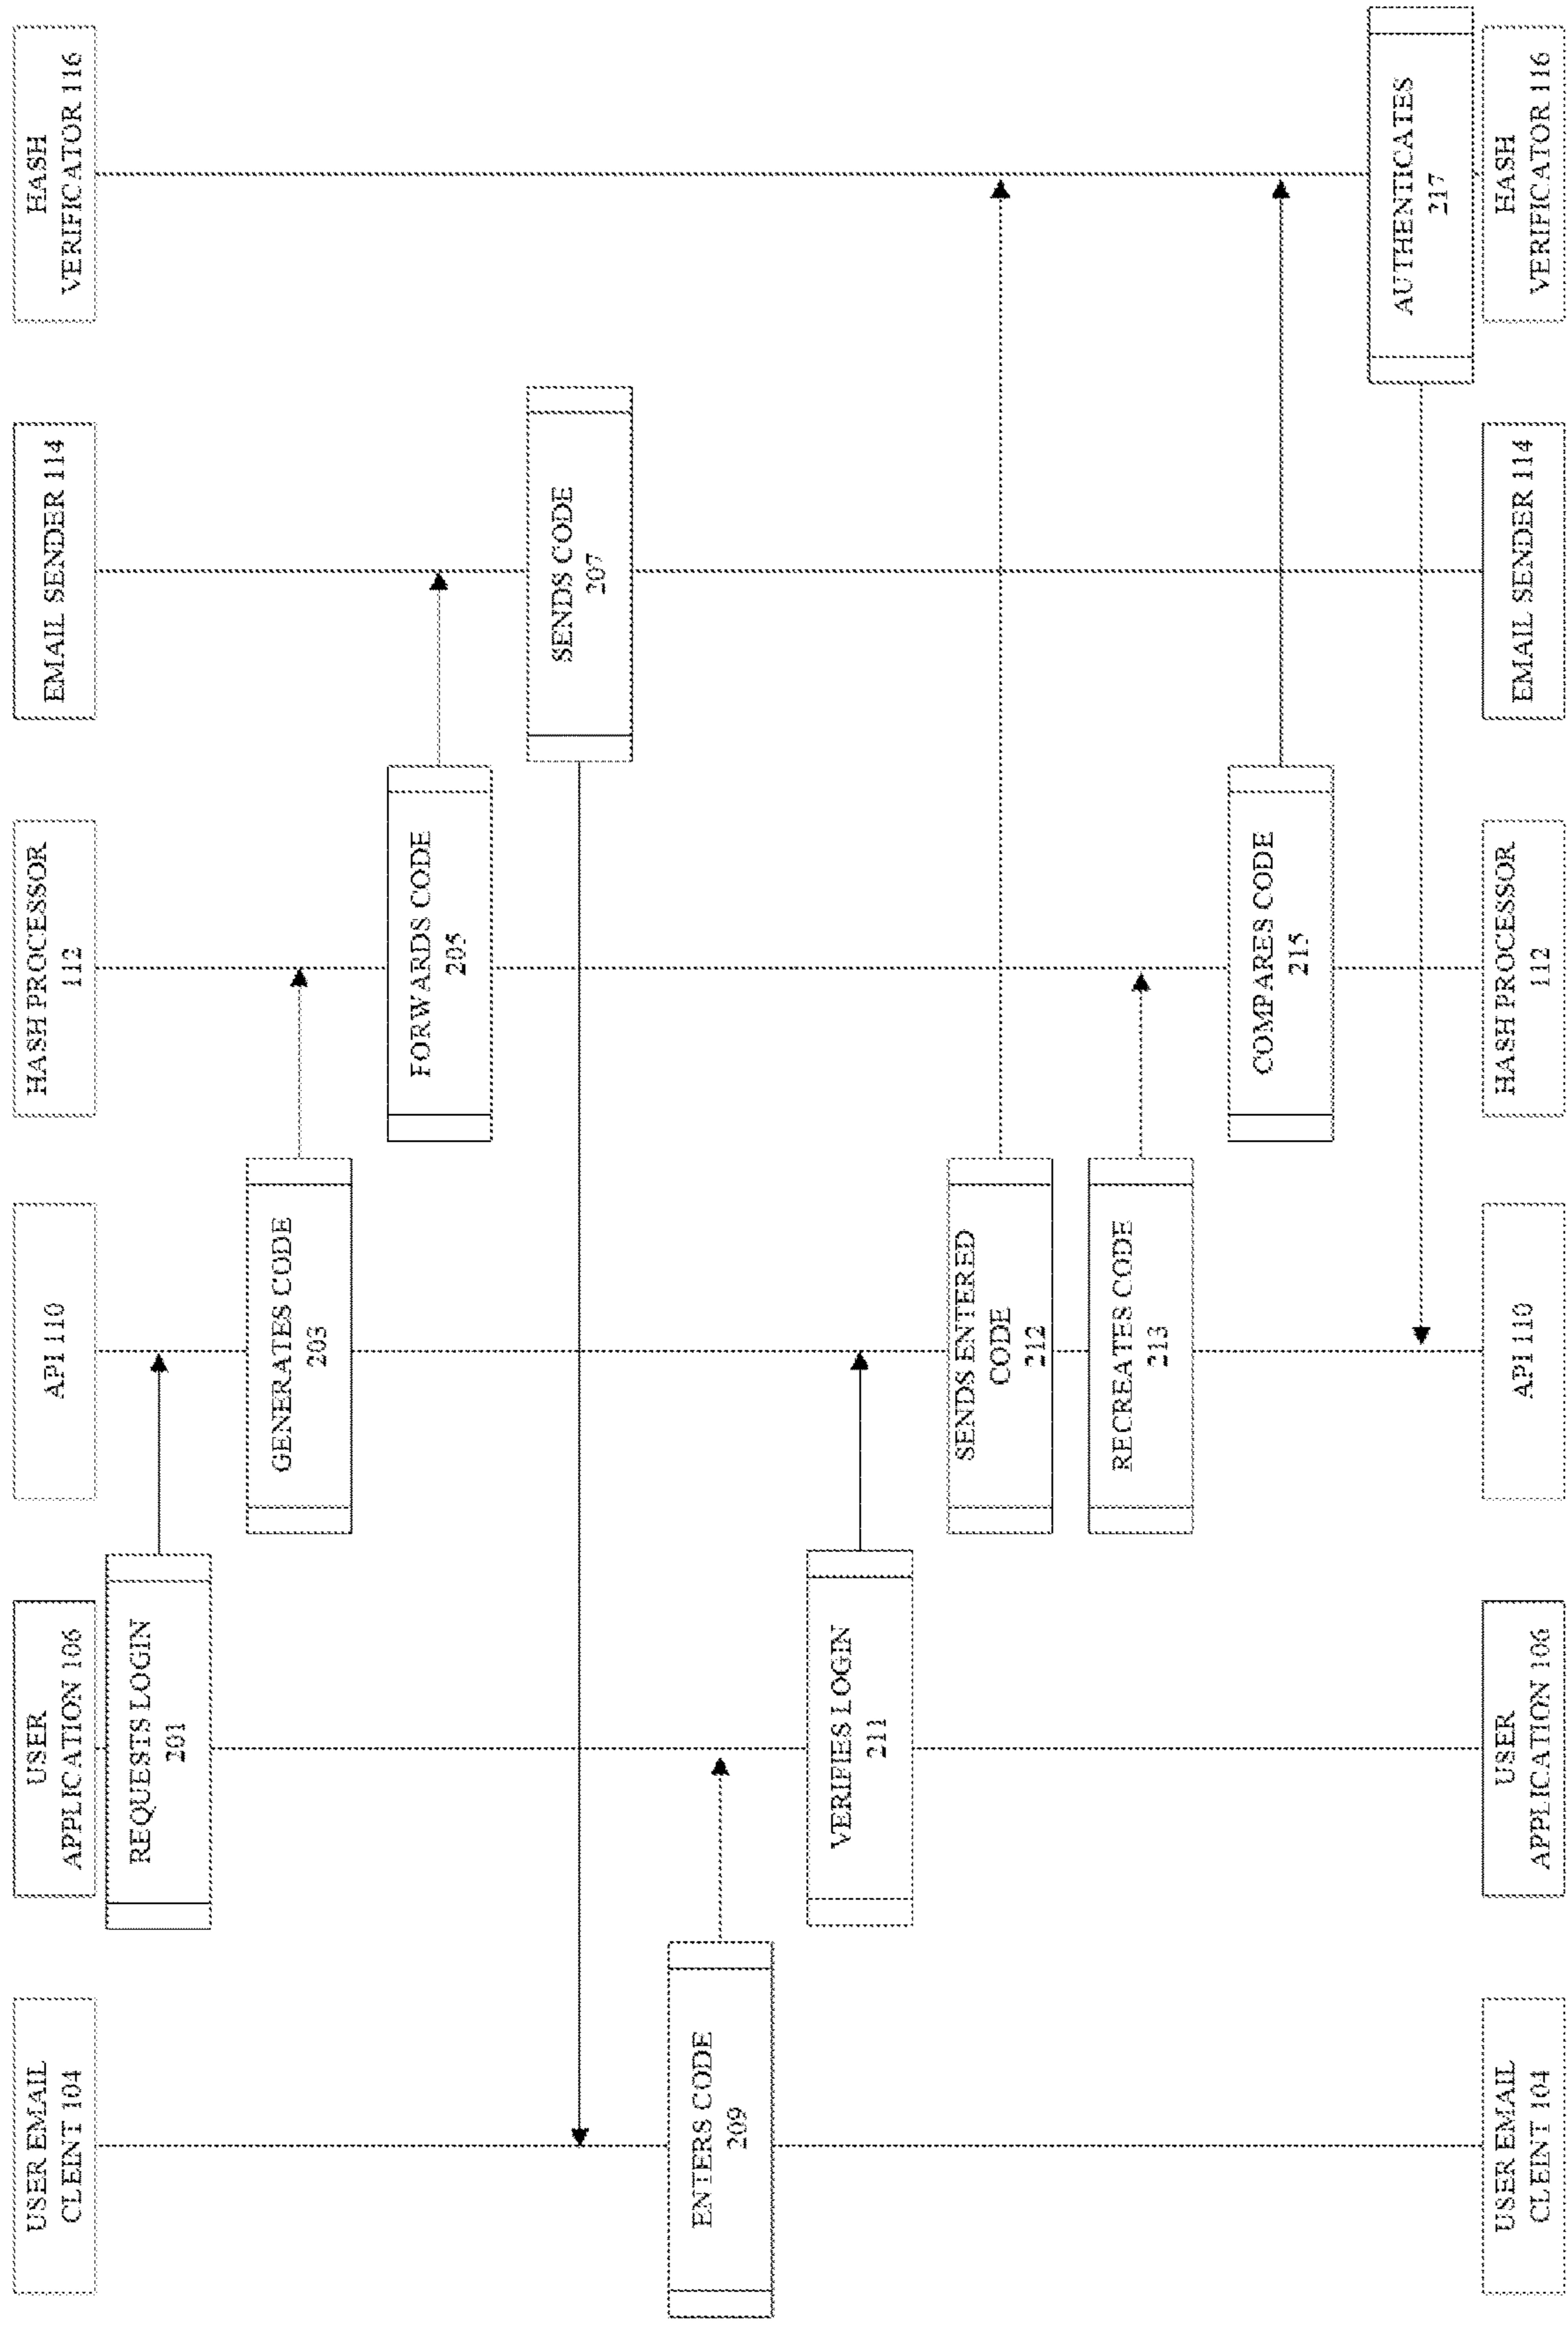 USER EMAIL
CLEINT 104
USER
APPLICATION 106
API 110
HASH PROCESSOR
112
EMAIL SENDER 114
HASH
VERIFICATOR 116
REQUESTS LOGIN
201
GENERATES CODE
203
FORWARDS CODE
205
SENDS CODE
207
ENTERS CODE
209
VERIFIES LOGIN
211
SENDS ENTERED
CODE
212
RECREATES CODE
213
COMPARES CODE
215
AUTHENTICATES
217
USER EMAIL
CLEINT 104
USER
APPLICATION 106
API 110
HASH PROCESSOR
112
EMAIL SENDER 114
HASH
VERIFICATOR 116